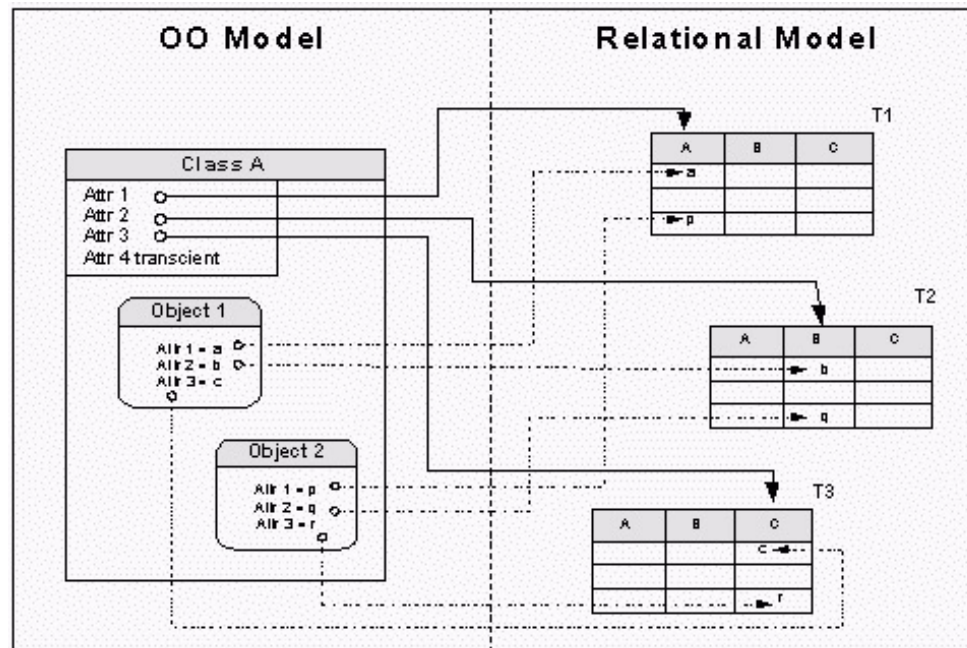 OO Model
Relational Model
T1
A B C
a
p
Class A
Attr 1
Attr 2
Attr 3
Attr 4 transcient
Object 1
Attr 1 = a
Attr 2 = b
Attr 3 = c
T2
A B C
b
q
Object 2
Attr 1 = p
Attr 2 = q
Attr 3 = r
T3
A B C
c
r